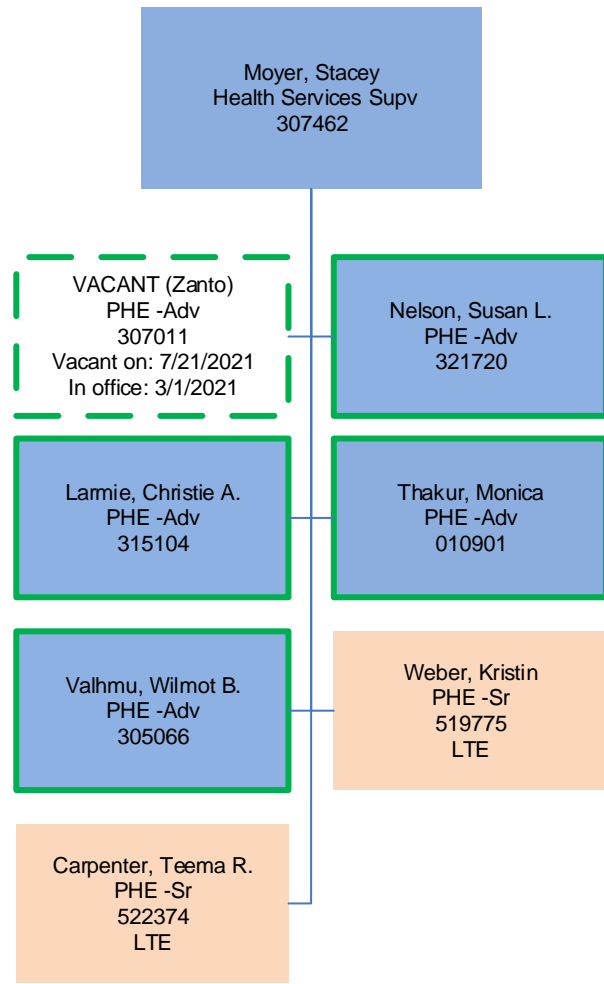 Moyer, Stacey
Health Services Supv
307462
VACANT (Zanto)
PHE -Adv
307011
Vacant on: 7/21/2021
In office: 3/1/2021
Nelson, Susan L.
PHE -Adv
321720
Larmie, Christie A.
PHE -Adv
315104
Thakur, Monica
PHE -Adv
010901
Valhmu, Wilmot B.
PHE -Adv
305066
Weber, Kristin
PHE -Sr
519775
LTE
Carpenter, Teema R.
PHE -Sr
522374
LTE